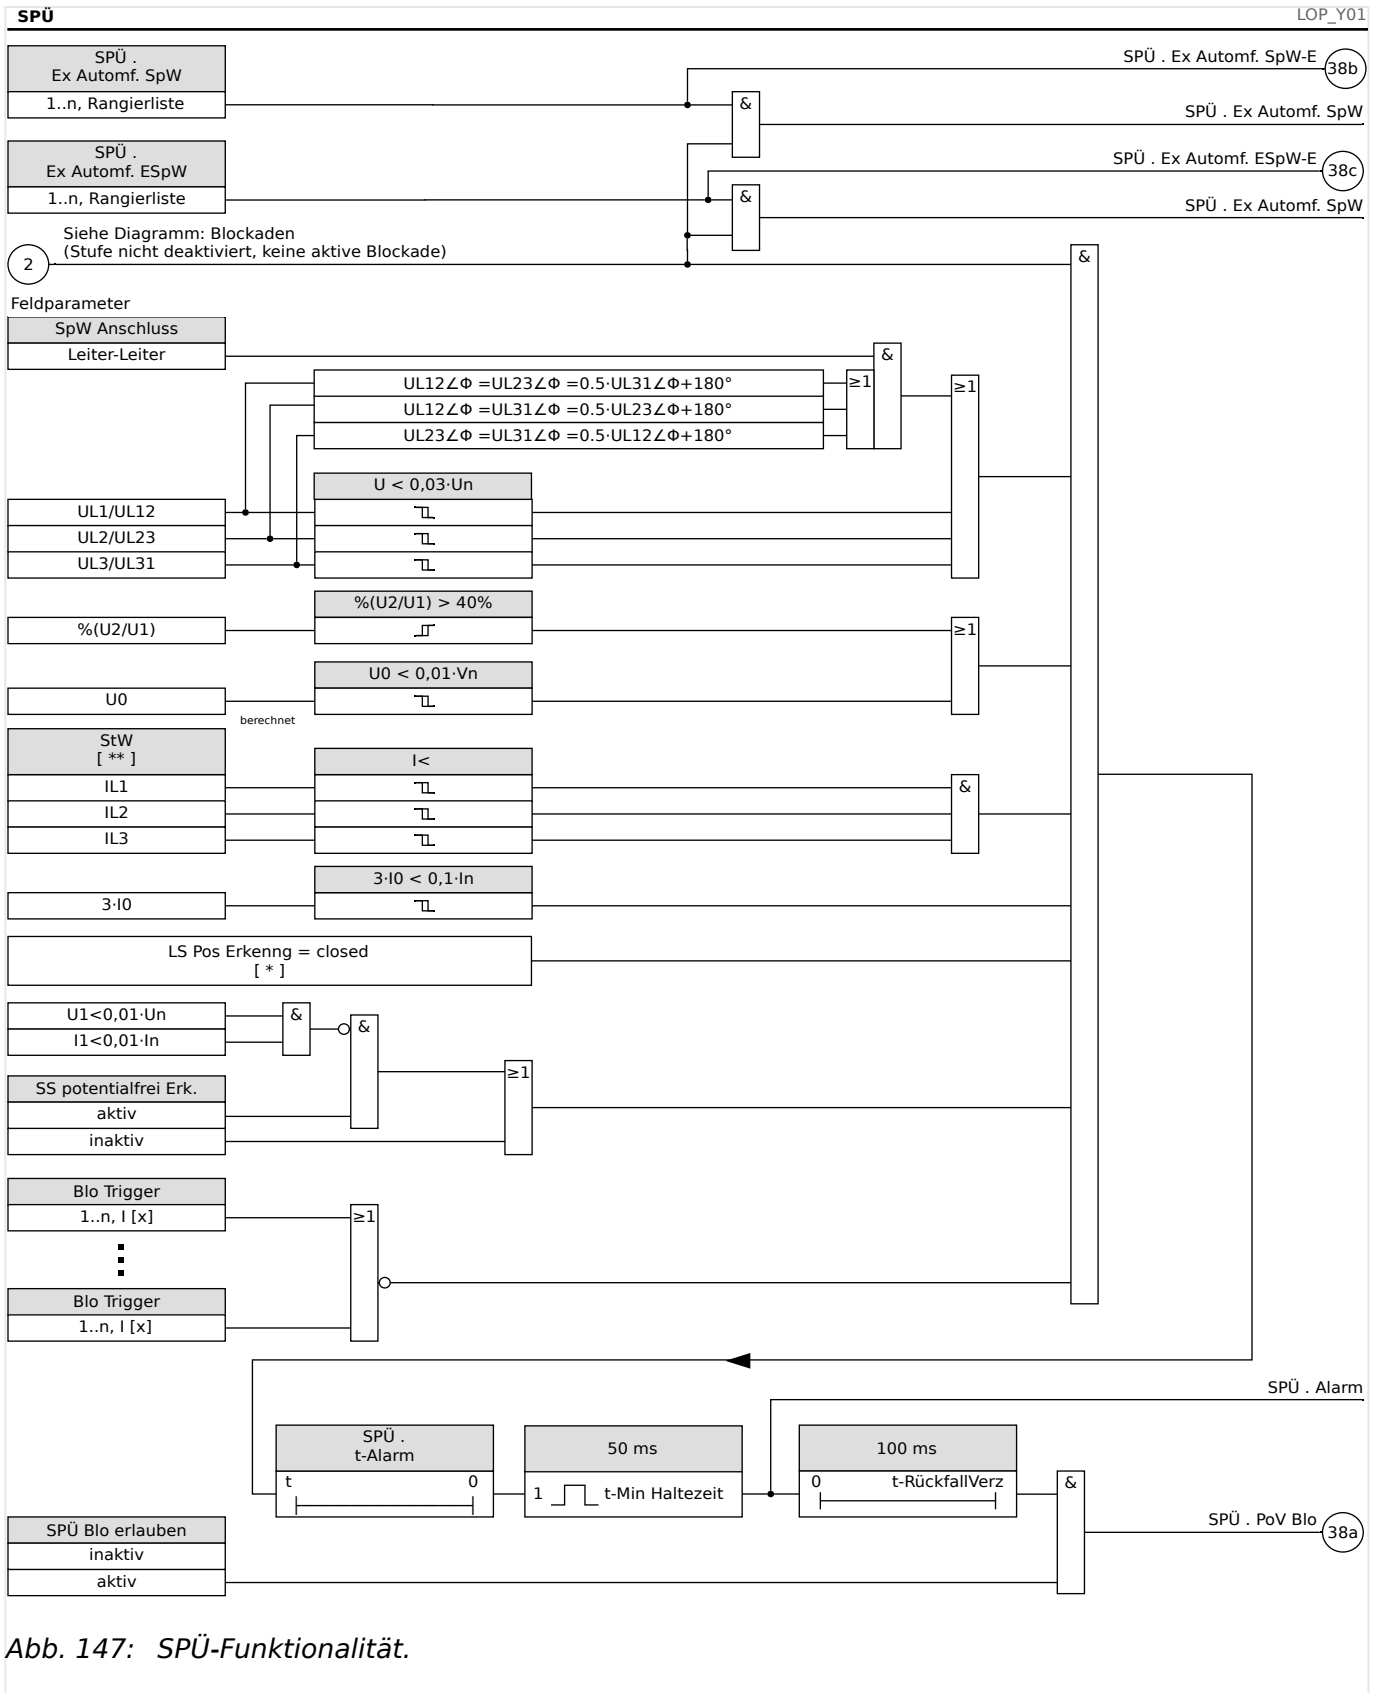 SPÜ
LOP_Y01
SPÜ .
Ex Automf. SpW
1..n, Rangierliste
SPÜ . Ex Automf. SpW-E
38b
&
SPÜ . Ex Automf. SpW
SPÜ .
Ex Automf. ESpW
1..n, Rangierliste
SPÜ . Ex Automf. ESpW-E
38c
&
SPÜ . Ex Automf. SpW
Siehe Diagramm: Blockaden
(Stufe nicht deaktiviert, keine aktive Blockade)
2
&
Feldparameter
SpW Anschluss
Leiter-Leiter
&
UL12∠Φ =UL23∠Φ =0.5·UL31∠Φ+180°
≥1
≥1
UL12∠Φ =UL31∠Φ =0.5·UL23∠Φ+180°
UL23∠Φ =UL31∠Φ =0.5·UL12∠Φ+180°
U < 0,03·Un
UL1/UL12
UL2/UL23
UL3/UL31
%(U2/U1) > 40%
%(U2/U1)
≥1
U0 < 0,01·Vn
U0
berechnet
StW
[ ** ]
I<
IL1
&
IL2
IL3
3·I0 < 0,1·In
3·I0
LS Pos Erkenng = closed
[ * ]
U1<0,01·Un
&
&
I1<0,01·In
≥1
SS potentialfrei Erk.
aktiv
inaktiv
Blo Trigger
1..n, I [x]
≥1
Blo Trigger
1..n, I [x]
SPÜ . Alarm
SPÜ .
t-Alarm
t 0
50 ms
1 t-Min Haltezeit
100 ms
0 t-RückfallVerz
&
SPÜ . PoV Blo
38a
SPÜ Blo erlauben
inaktiv
aktiv
Abb. 147: SPÜ-Funktionalität.